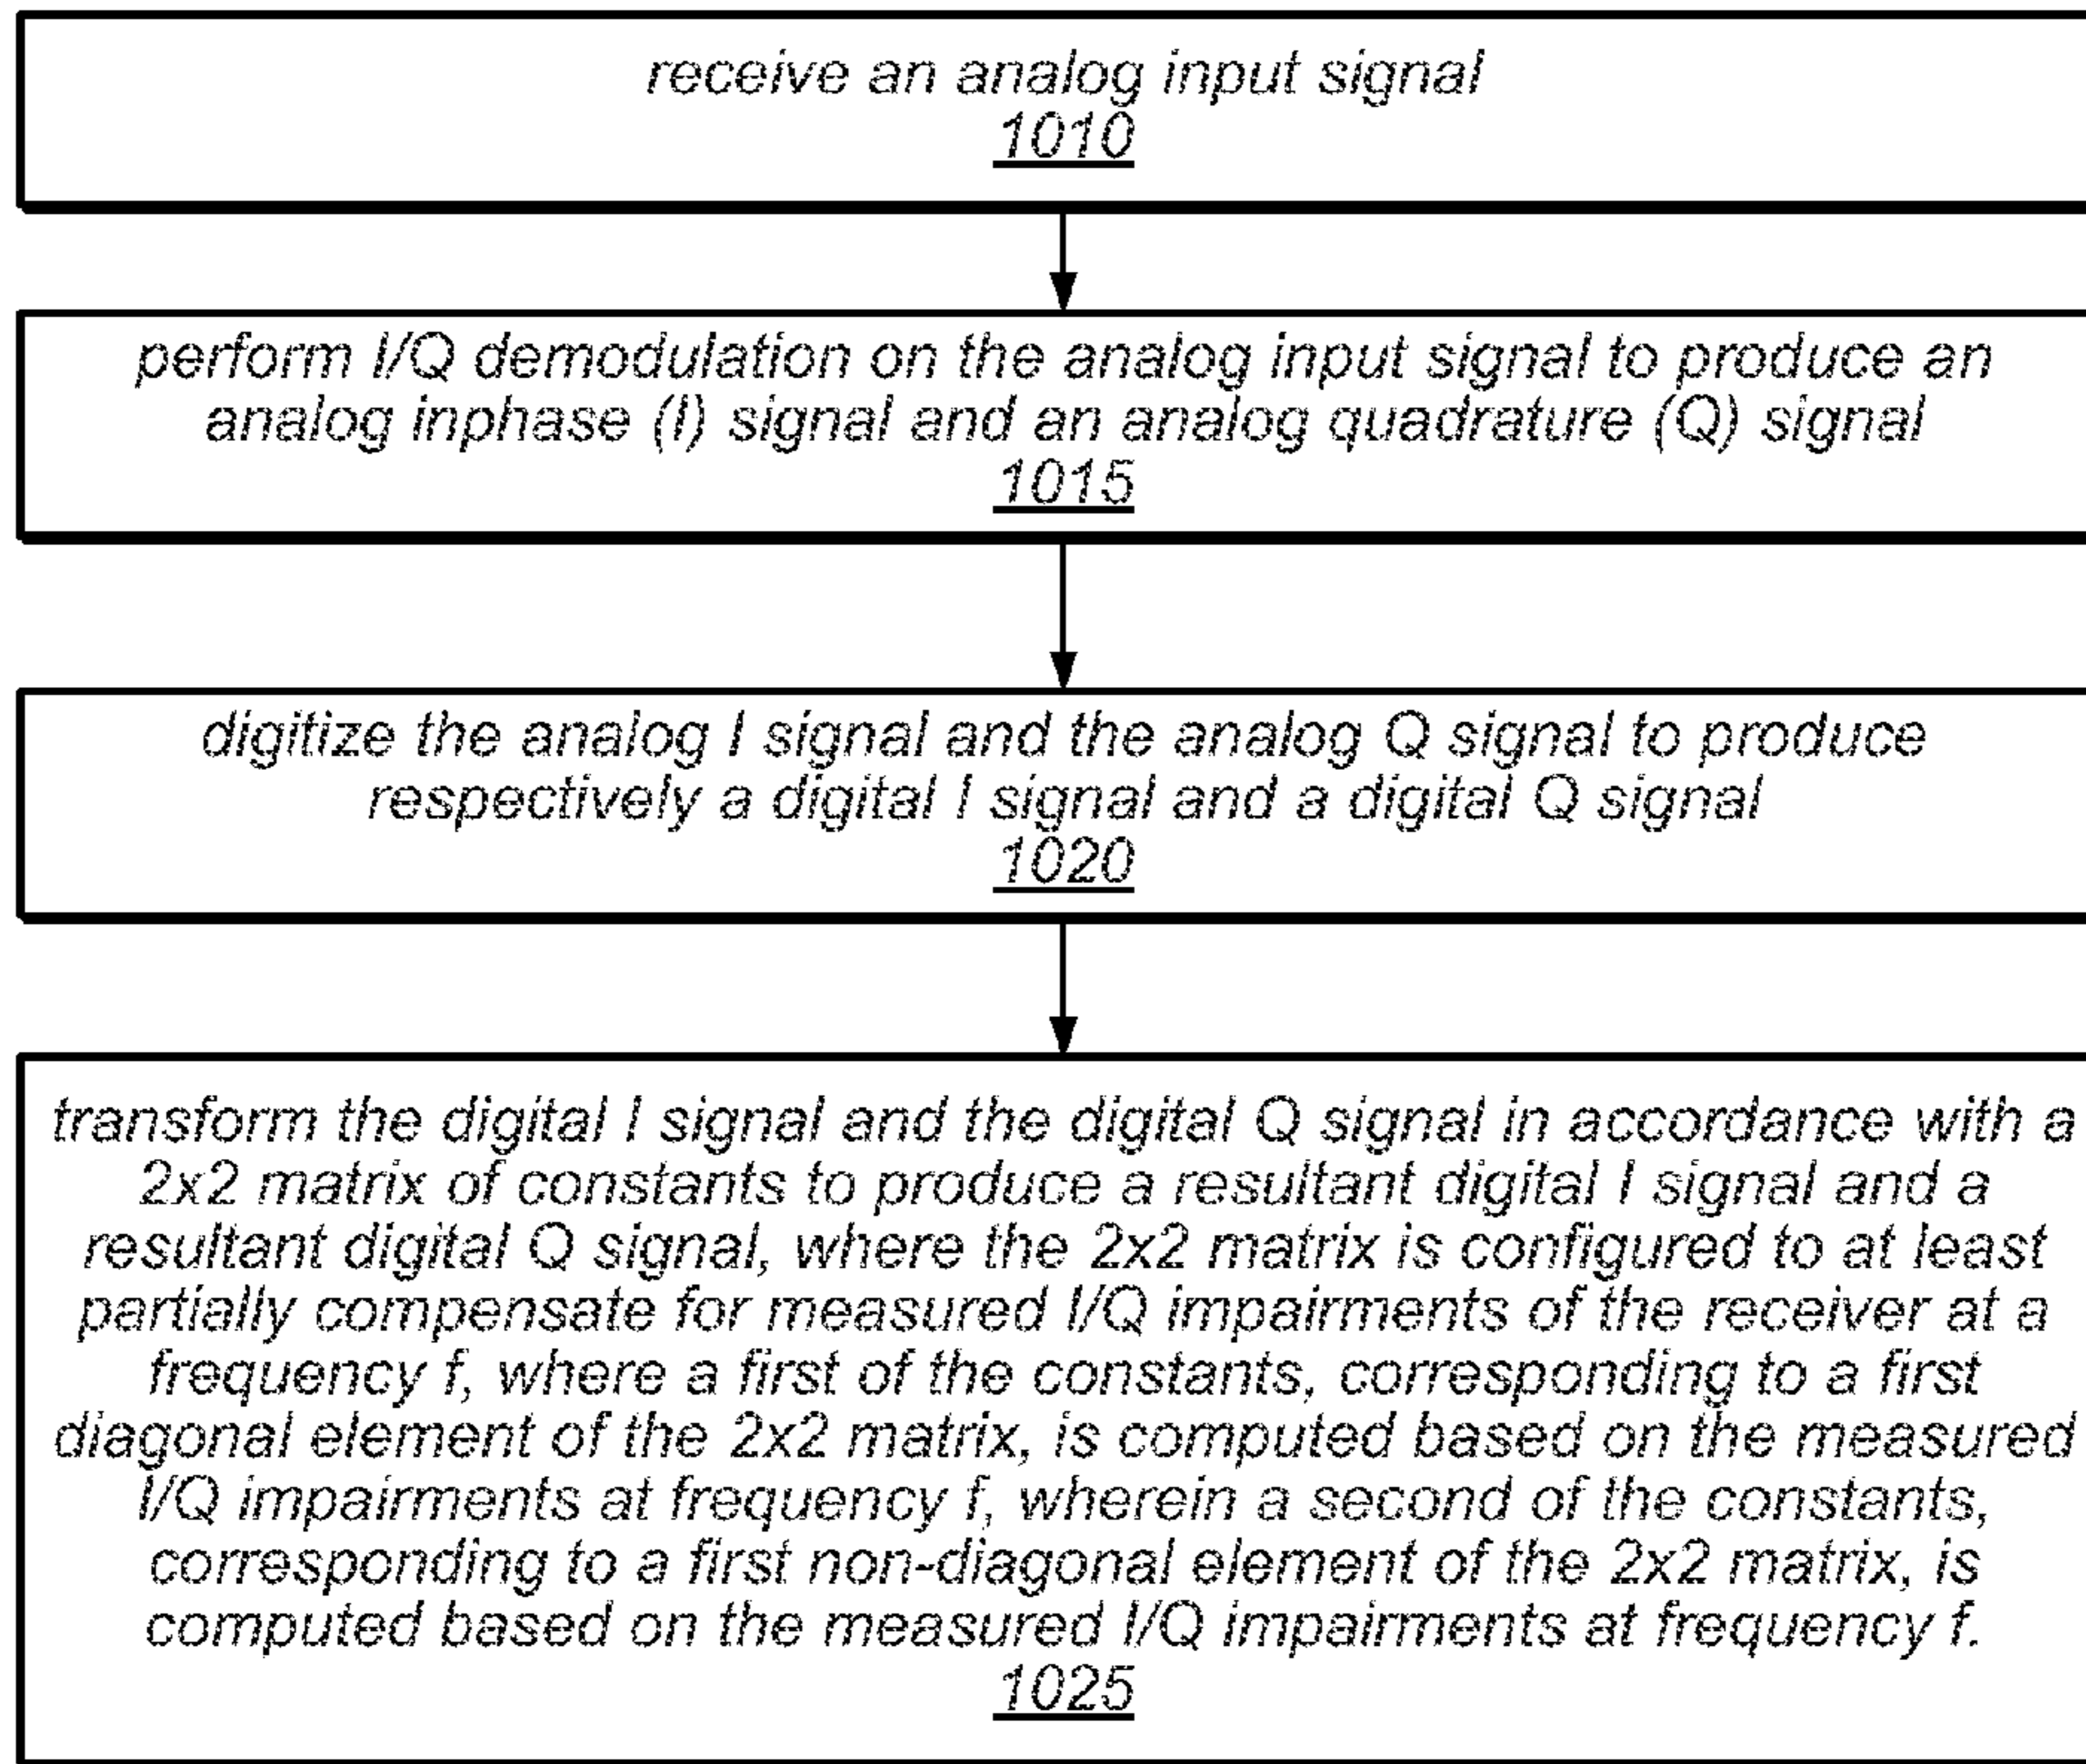 receive an analog input signal
1010
perform I/Q demodulation on the analog input signal to produce an
analog inphase (I) signal and an analog quadrature (Q) signal
1015
digitize the analog I signal and the analog Q signal to produce
respectively a digital I signal and a digital Q signal
1020
transform the digital I signal and the digital Q signal in accordance with a
2x2 matrix of constants to produce a resultant digital I signal and a
resultant digital Q signal, where the 2x2 matrix is configured to at least
partially compensate for measured I/Q impairments of the receiver at a
frequency f, where a first of the constants, corresponding to a first
diagonal element of the 2x2 matrix, is computed based on the measured
I/Q impairments at frequency f, wherein a second of the constants,
corresponding to a first non-diagonal element of the 2x2 matrix, is
computed based on the measured I/Q impairments at frequency f.
1025